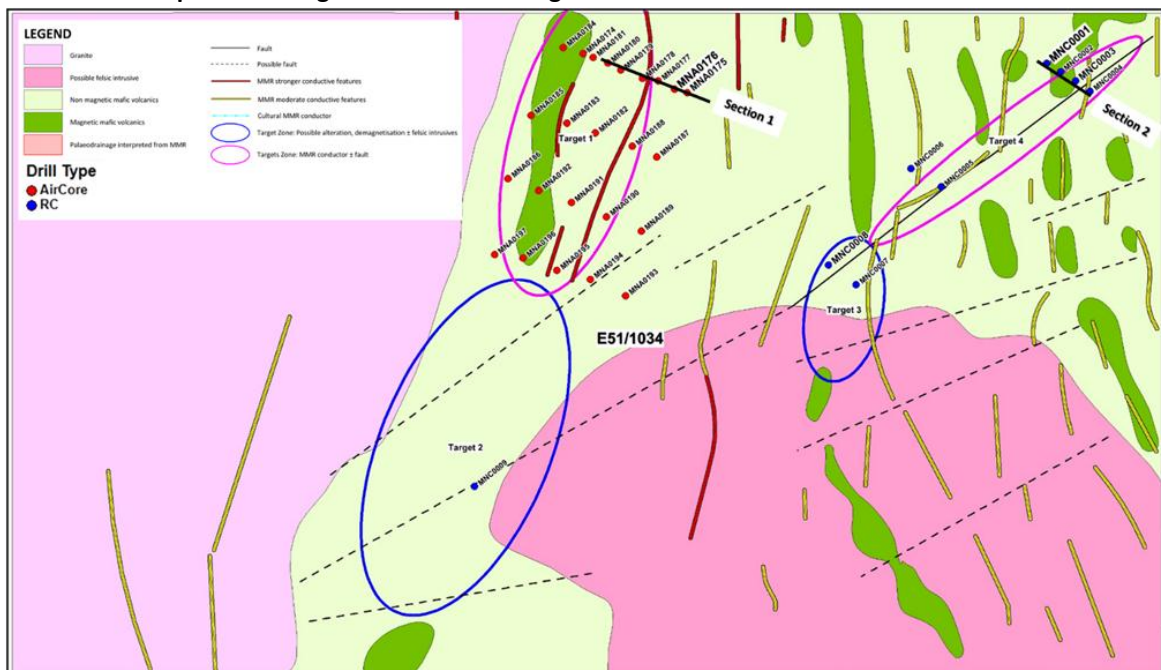 LEGEND
Granite
Possible felsic intrusive
Non magnetic mafic volcanics
Magnetic mafic volcanics
Palaeodrainage interpreted from MMR
Fault
Possible fault
MMR stronger conductive features
MMR moderate conductive features
Cultural MMR conductor
Target Zone: Possible alteration, demagnetisation ± felsic intrusives
Targets Zone: MMR conductor ± fault
Drill Type
AirCore
RC
MNA0184
MNA0174
MNA0181
MNA0180
MNA0179
MNA0178
MNA0177
MNA0176
MNA0175
Section 1
MNA0185
MNA0183
MNA0182
Target 1
MNA0188
MNA0187
MNA0186
MNA0192
MNA0191
MNA0190
MNA0189
MNA0197
MNA0196
MNA0195
MNA0194
MNA0193
MNC0001
MNC0002
MNC0003
MNC0004
Section 2
Target 4
MNC0006
MNC0005
MNC0008
MNC0007
Target 3
E51/1034
Target 2
MNC0009